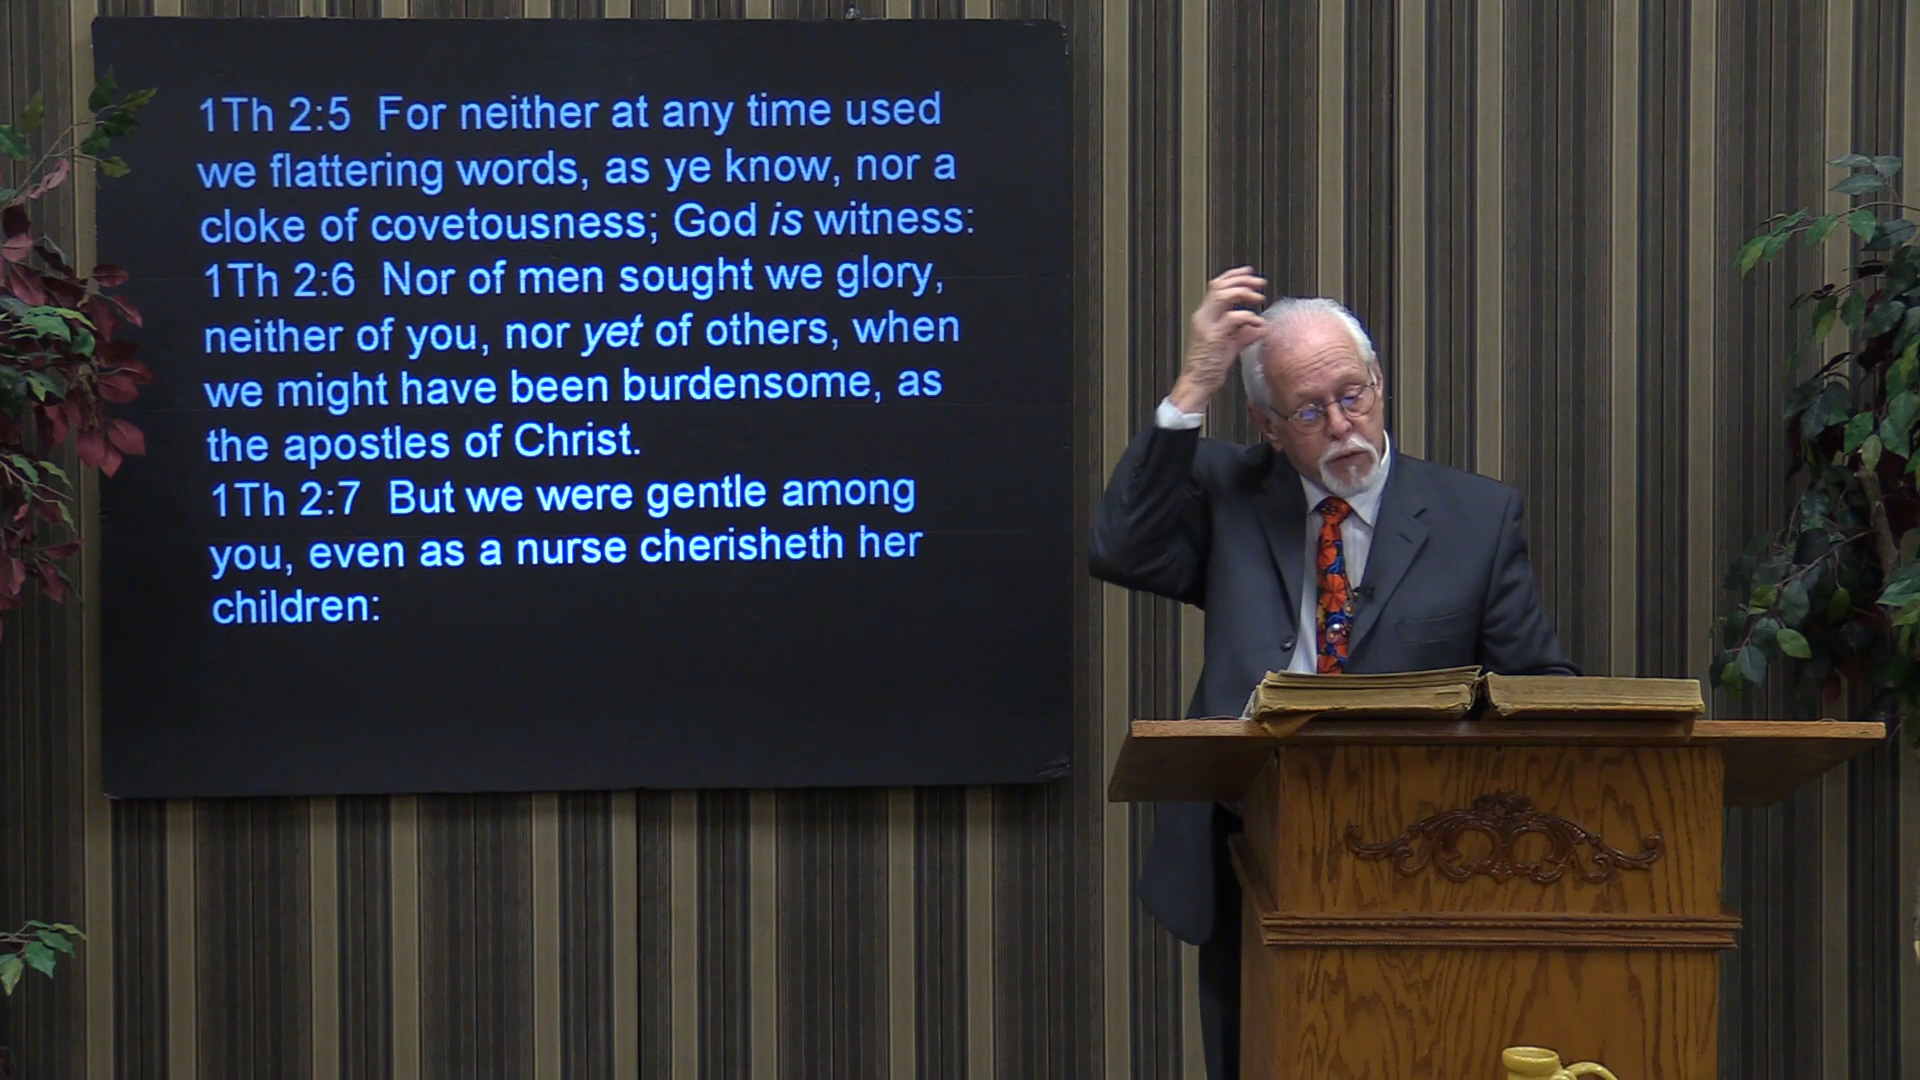 1Th 2:5 For neither at any time used
we flattering words, as ye know, nor a
cloke of covetousness; God is witness:
1Th 2:6 Nor of men sought we glory,
neither of you, nor yet of others, when
we might have been burdensome, as
the apostles of Christ.
1Th 2:7 But we were gentle among
you, even as a nurse cherisheth her
children: